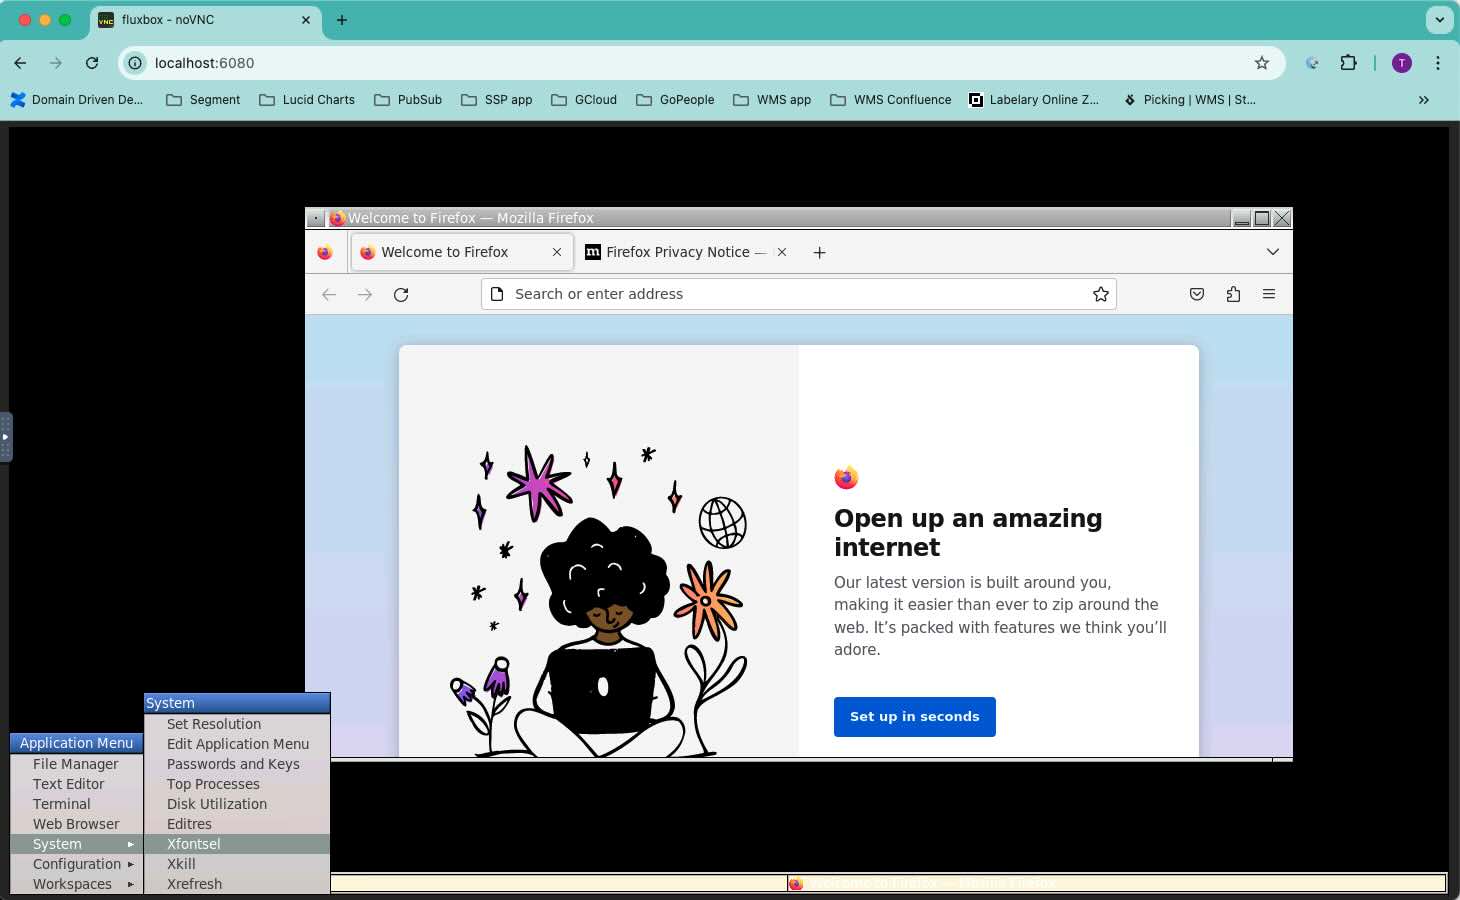 fluxbox - noVNC
localhost:6080
T
Domain Driven De... Segment Lucid Charts PubSub SSP app GCloud GoPeople WMS app WMS Confluence Labelary Online Z... Picking | WMS | St...
Welcome to Firefox — Mozilla Firefox
Welcome to Firefox Firefox Privacy Notice —
Search or enter address
Open up an amazing
internet
Our latest version is built around you,
making it easier than ever to zip around the
web. It’s packed with features we think you’ll
adore.
Set up in seconds
System
Set Resolution
Edit Application Menu
Passwords and Keys
Top Processes
Disk Utilization
Editres
Xfontsel
Xkill
Xrefresh
Application Menu
File Manager
Text Editor
Terminal
Web Browser
System
Configuration
Workspaces
Welcome to Firefox — Mozilla Firefox